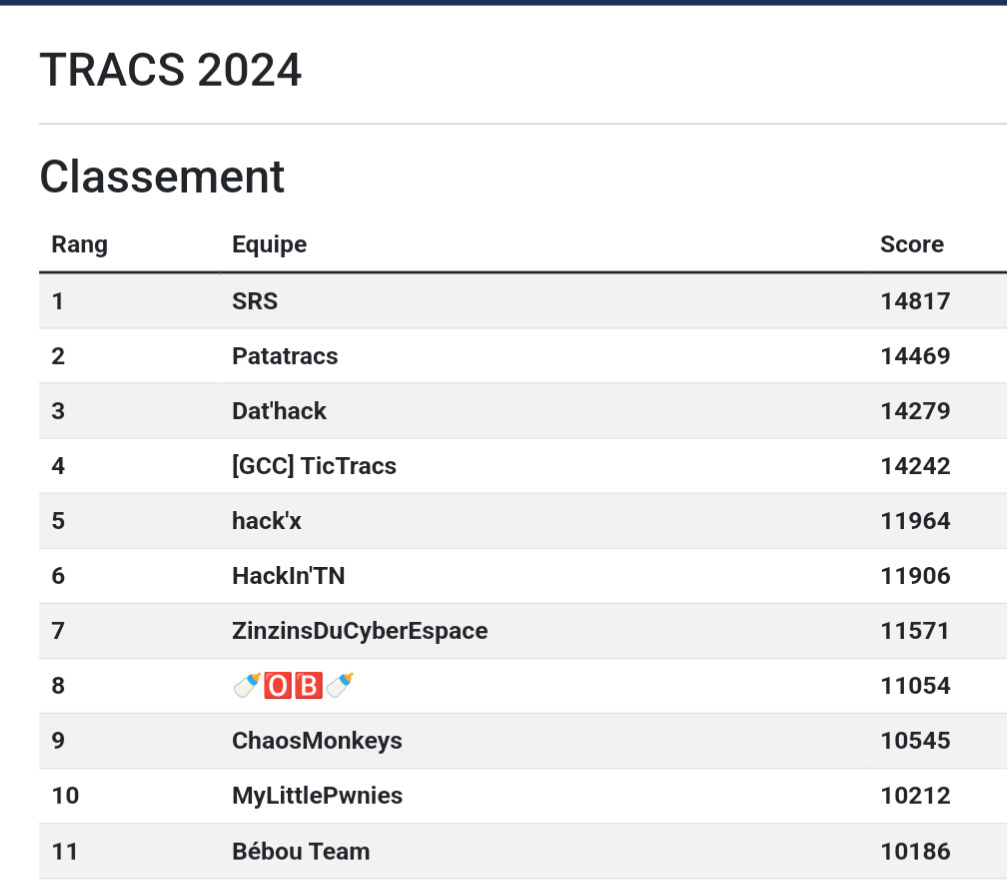 TRACS 2024
Classement
Rang Equipe Score
1 SRS 14817
2 Patatracs 14469
3 Dat'hack 14279
4 [GCC] TicTracs 14242
5 hack'x 11964
6 HackIn'TN 11906
7 ZinzinsDuCyberEspace 11571
8 🍼🅾🅱🍼 11054
9 ChaosMonkeys 10545
10 MyLittlePwnies 10212
11 Bébou Team 10186